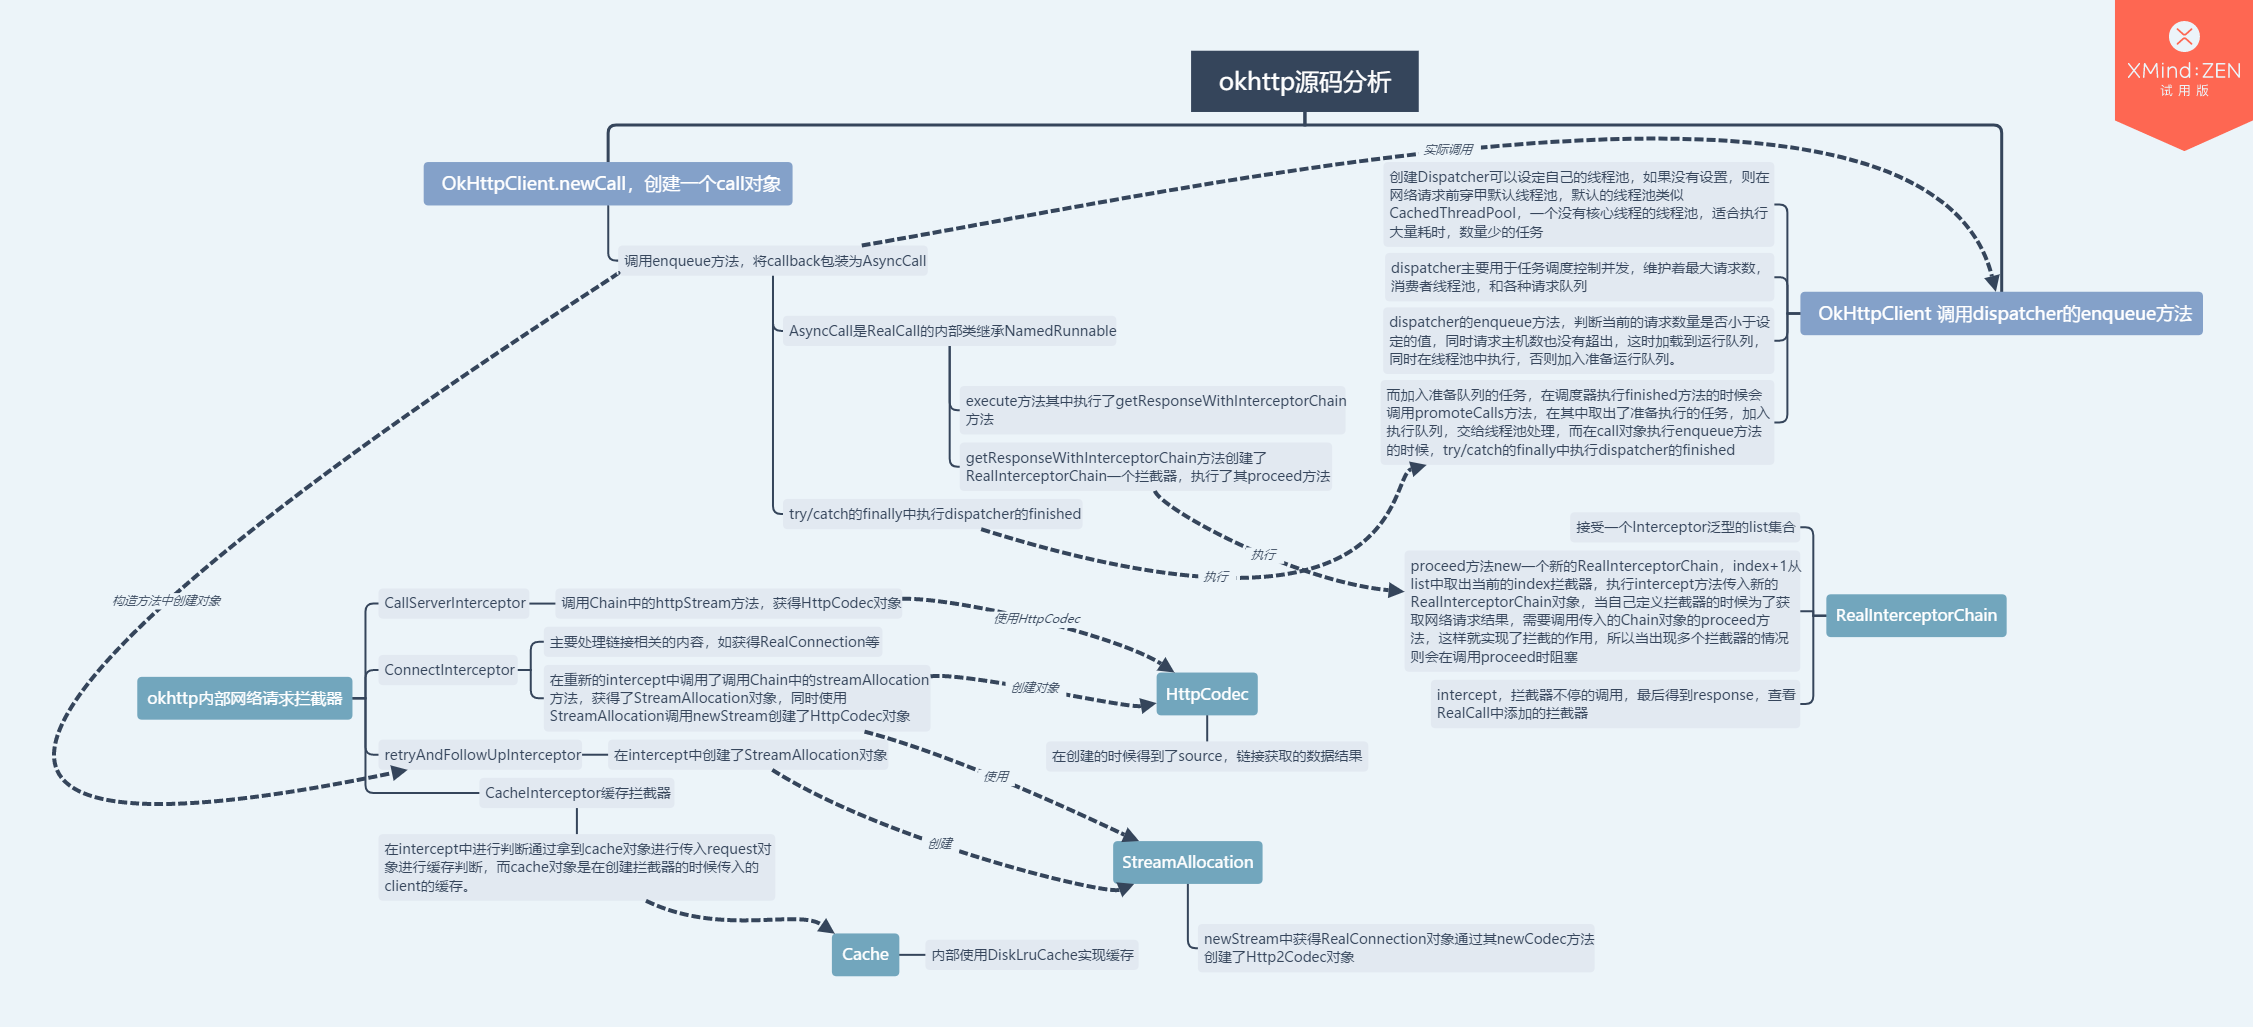 XMind:ZEN
试用版
okhttp源码分析
OkHttpClient.newCall，创建一个call对象
调用enqueue方法，将callback包装为AsyncCall
AsyncCall是RealCall的内部类继承NamedRunnable
execute方法其中执行了getResponseWithInterceptorChain
方法
getResponseWithInterceptorChain方法创建了
RealInterceptorChain一个拦截器，执行了其proceed方法
try/catch的finally中执行dispatcher的finished
实际调用
创建Dispatcher可以设定自己的线程池，如果没有设置，则在
网络请求前穿甲默认线程池，默认的线程池类似
CachedThreadPool，一个没有核心线程的线程池，适合执行
大量耗时，数量少的任务
dispatcher主要用于任务调度控制并发，维护着最大请求数，
消费者线程池，和各种请求队列
OkHttpClient 调用dispatcher的enqueue方法
dispatcher的enqueue方法，判断当前的请求数量是否小于设
定的值，同时请求主机数也没有超出，这时加载到运行队列，
同时在线程池中执行，否则加入准备运行队列。
而加入准备队列的任务，在调度器执行finished方法的时候会
调用promoteCalls方法，在其中取出了准备执行的任务，加入
执行队列，交给线程池处理，而在call对象执行enqueue方法
的时候，try/catch的finally中执行dispatcher的finished
执行
执行
接受一个Interceptor泛型的list集合
proceed方法new一个新的RealInterceptorChain，index+1从
list中取出当前的index拦截器，执行intercept方法传入新的
RealInterceptorChain对象，当自己定义拦截器的时候为了获
取网络请求结果，需要调用传入的Chain对象的proceed方
法，这样就实现了拦截的作用，所以当出现多个拦截器的情况
则会在调用proceed时阻塞
RealInterceptorChain
intercept，拦截器不停的调用，最后得到response，查看
RealCall中添加的拦截器
构造方法中创建对象
okhttp内部网络请求拦截器
CallServerInterceptor
调用Chain中的httpStream方法，获得HttpCodec对象
使用HttpCodec
ConnectInterceptor
主要处理链接相关的内容，如获得RealConnection等
在重新的intercept中调用了调用Chain中的streamAllocation
方法，获得了StreamAllocation对象，同时使用
StreamAllocation调用newStream创建了HttpCodec对象
创建对象
HttpCodec
在创建的时候得到了source，链接获取的数据结果
retryAndFollowUpInterceptor
在intercept中创建了StreamAllocation对象
使用
创建
StreamAllocation
newStream中获得RealConnection对象通过其newCodec方法
创建了Http2Codec对象
CacheInterceptor缓存拦截器
在intercept中进行判断通过拿到cache对象进行传入request对
象进行缓存判断，而cache对象是在创建拦截器的时候传入的
client的缓存。
Cache
内部使用DiskLruCache实现缓存